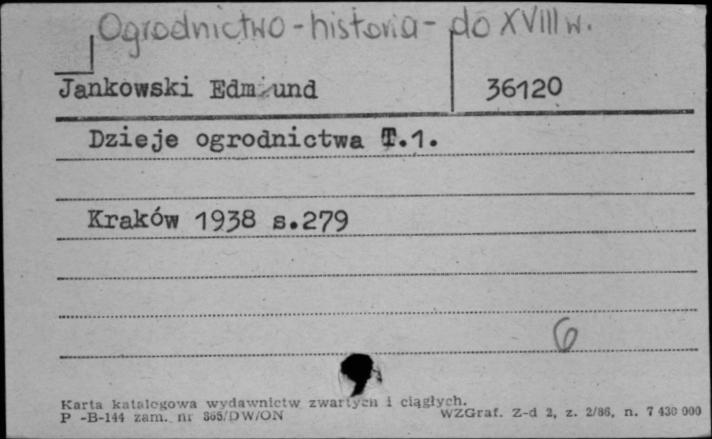 Ogrodnictwo - historia - do XVIII w.
Jankowski Edmund 36120
Dzieje ogrodnictwa T.1.
Kraków 1938 s.279
6
Karta katalogowa wydawnictw zwartych i ciągłych.
P -B-144 zam. nr 365/DW/ON WZGraf. Z-d 2, z. 2/86, n. 7 430 000